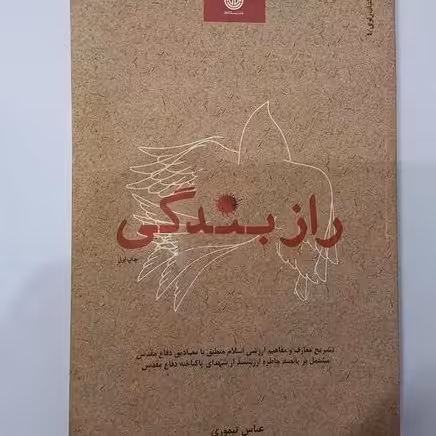 راز بندگی
چاپ اول
تشریح معارف و مفاهیم ارزشی اسلام منطبق با مصادیق دفاع مقدس
مشتمل بر پانصد خاطره ارزشمند از شهدای پاکباخته دفاع مقدس
عباس تیموری